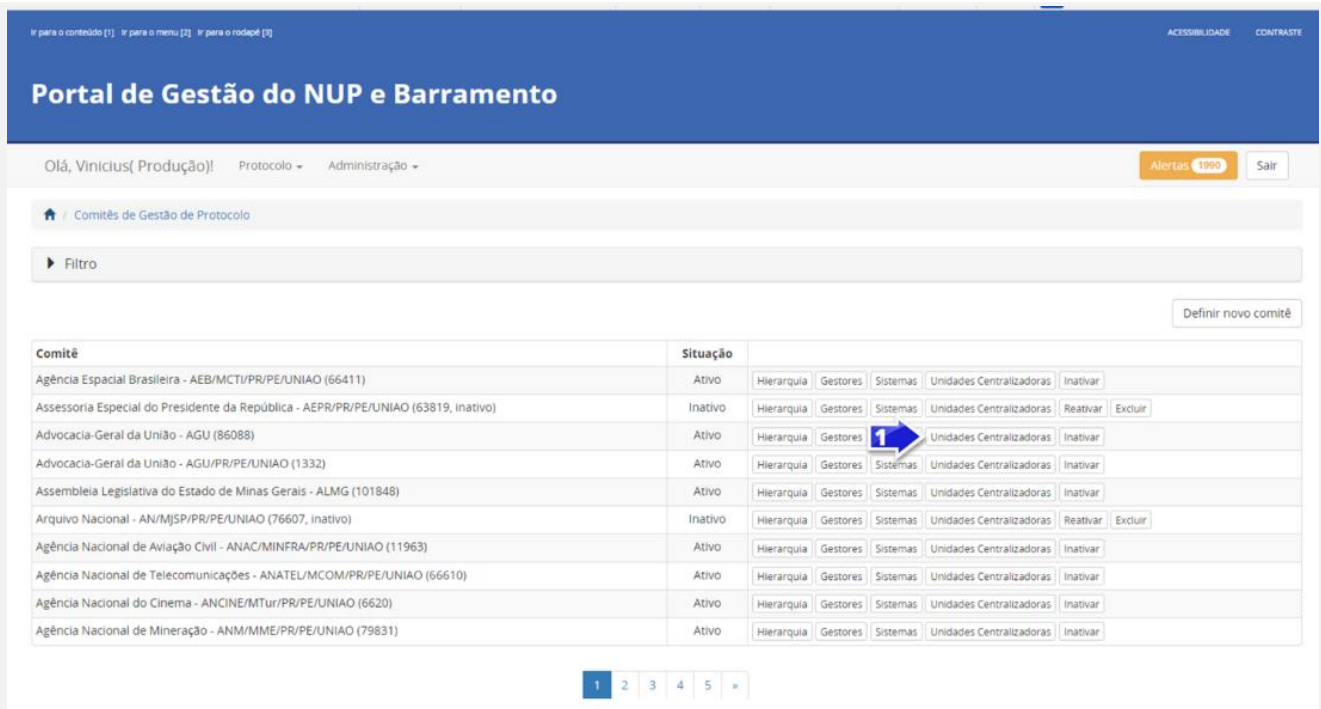 Ir para o conteúdo [1] Ir para o menu [2] Ir para o rodapé [3] ACESSIBILIDADE CONTRASTE
Portal de Gestão do NUP e Barramento
Olá, Vinicius( Produção)! Protocolo Administração Alertas 1990 Sair
/ Comitês de Gestão de Protocolo
Filtro
Definir novo comitê
Comitê Situação
Agência Espacial Brasileira - AEB/MCTI/PR/PE/UNIAO (66411) Ativo Hierarquia Gestores Sistemas Unidades Centralizadoras Inativar
Assessoria Especial do Presidente da República - AEPR/PR/PE/UNIAO (63819, inativo) Inativo Hierarquia Gestores Sistemas Unidades Centralizadoras Reativar Excluir
Advocacia-Geral da União - AGU (86088) Ativo Hierarquia Gestores 1 Unidades Centralizadoras Inativar
Advocacia-Geral da União - AGU/PR/PE/UNIAO (1332) Ativo Hierarquia Gestores Sistemas Unidades Centralizadoras Inativar
Assembleia Legislativa do Estado de Minas Gerais - ALMG (101848) Ativo Hierarquia Gestores Sistemas Unidades Centralizadoras Inativar
Arquivo Nacional - AN/MJSP/PR/PE/UNIAO (76607, inativo) Inativo Hierarquia Gestores Sistemas Unidades Centralizadoras Reativar Excluir
Agência Nacional de Aviação Civil - ANAC/MINFRA/PR/PE/UNIAO (11963) Ativo Hierarquia Gestores Sistemas Unidades Centralizadoras Inativar
Agência Nacional de Telecomunicações - ANATEL/MCOM/PR/PE/UNIAO (66610) Ativo Hierarquia Gestores Sistemas Unidades Centralizadoras Inativar
Agência Nacional do Cinema - ANCINE/MTur/PR/PE/UNIAO (6620) Ativo Hierarquia Gestores Sistemas Unidades Centralizadoras Inativar
Agência Nacional de Mineração - ANM/MME/PR/PE/UNIAO (79831) Ativo Hierarquia Gestores Sistemas Unidades Centralizadoras Inativar
1 2 3 4 5 »